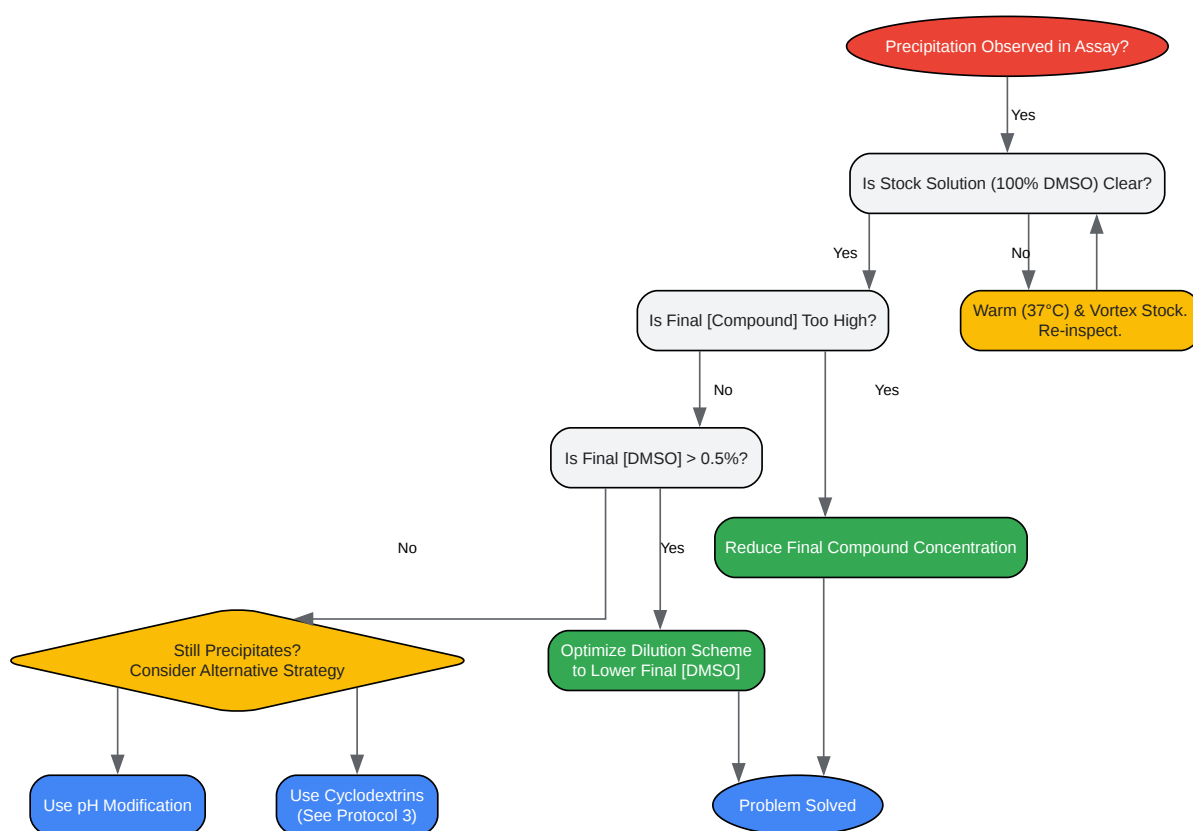 Precipitation Observed in Assay?
Yes
Is Stock Solution (100% DMSO) Clear?
Yes
No
Is Final [Compound] Too High?
Warm (37°C) & Vortex Stock.
Re-inspect.
No
Yes
Is Final [DMSO] > 0.5%?
No
Yes
Reduce Final Compound Concentration
Still Precipitates?
Consider Alternative Strategy
Optimize Dilution Scheme
to Lower Final [DMSO]
Use pH Modification
Use Cyclodextrins
(See Protocol 3)
Problem Solved